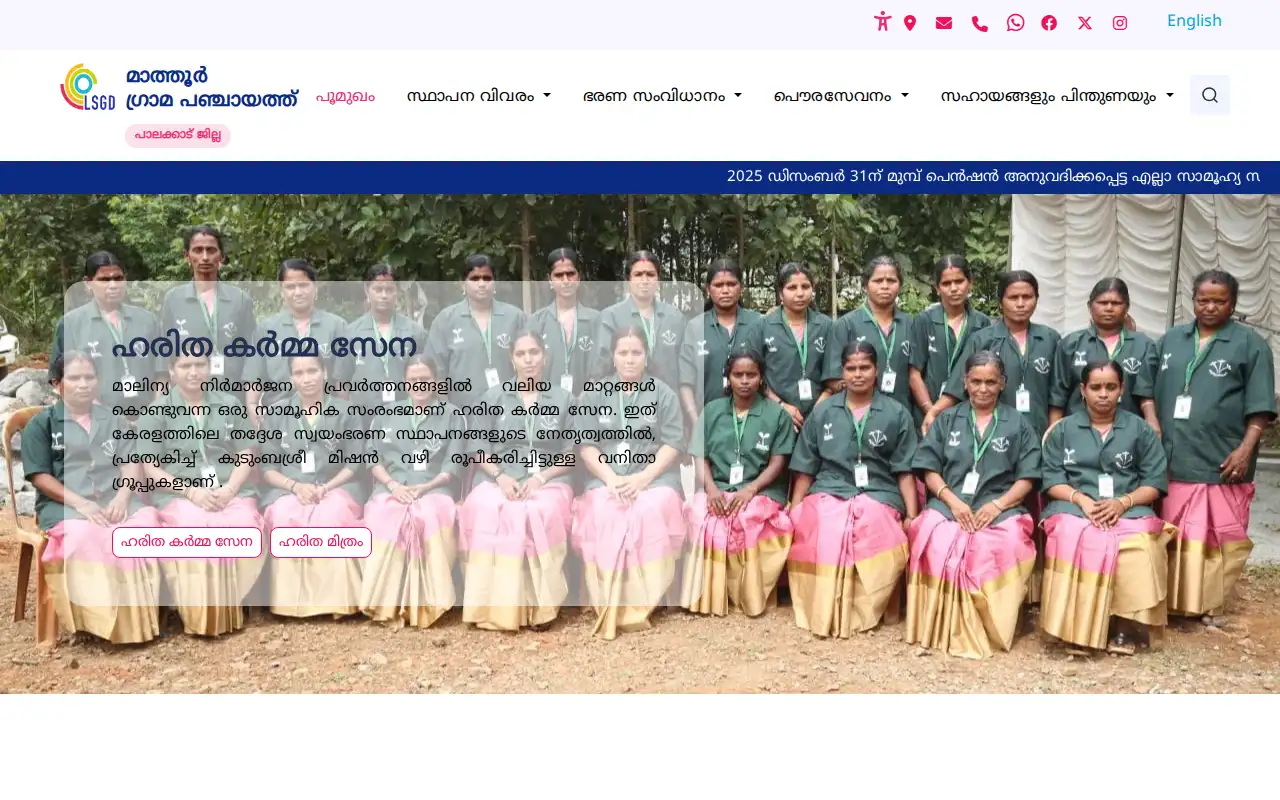 English
മാത്തൂർ
ഗ്രാമ പഞ്ചായത്ത്
LSGD
പാലക്കാട് ജില്ല
പൂമുഖം
സ്ഥാപന വിവരം
ഭരണ സംവിധാനം
പൌരസേവനം
സഹായങ്ങളും പിന്തുണയും
2025 ഡിസംബർ 31ന് മുമ്പ് പെൻഷൻ അനുവദിക്കപ്പെട്ട എല്ലാ സാമൂഹ്യ സ
ഹരിത കർമ്മ സേന
മാലിന്യ നിർമാർജന പ്രവർത്തനങ്ങളിൽ വലിയ മാറ്റങ്ങൾ
കൊണ്ടുവന്ന ഒരു സാമൂഹിക സംരംഭമാണ് ഹരിത കർമ്മ സേന. ഇത്
കേരളത്തിലെ തദ്ദേശ സ്വയംഭരണ സ്ഥാപനങ്ങളുടെ നേതൃത്വത്തിൽ,
പ്രത്യേകിച്ച് കുടുംബശ്രീ മിഷൻ വഴി രൂപീകരിച്ചിട്ടുള്ള വനിതാ
ഗ്രൂപ്പുകളാണ് .
ഹരിത കർമ്മ സേന
ഹരിത മിത്രം